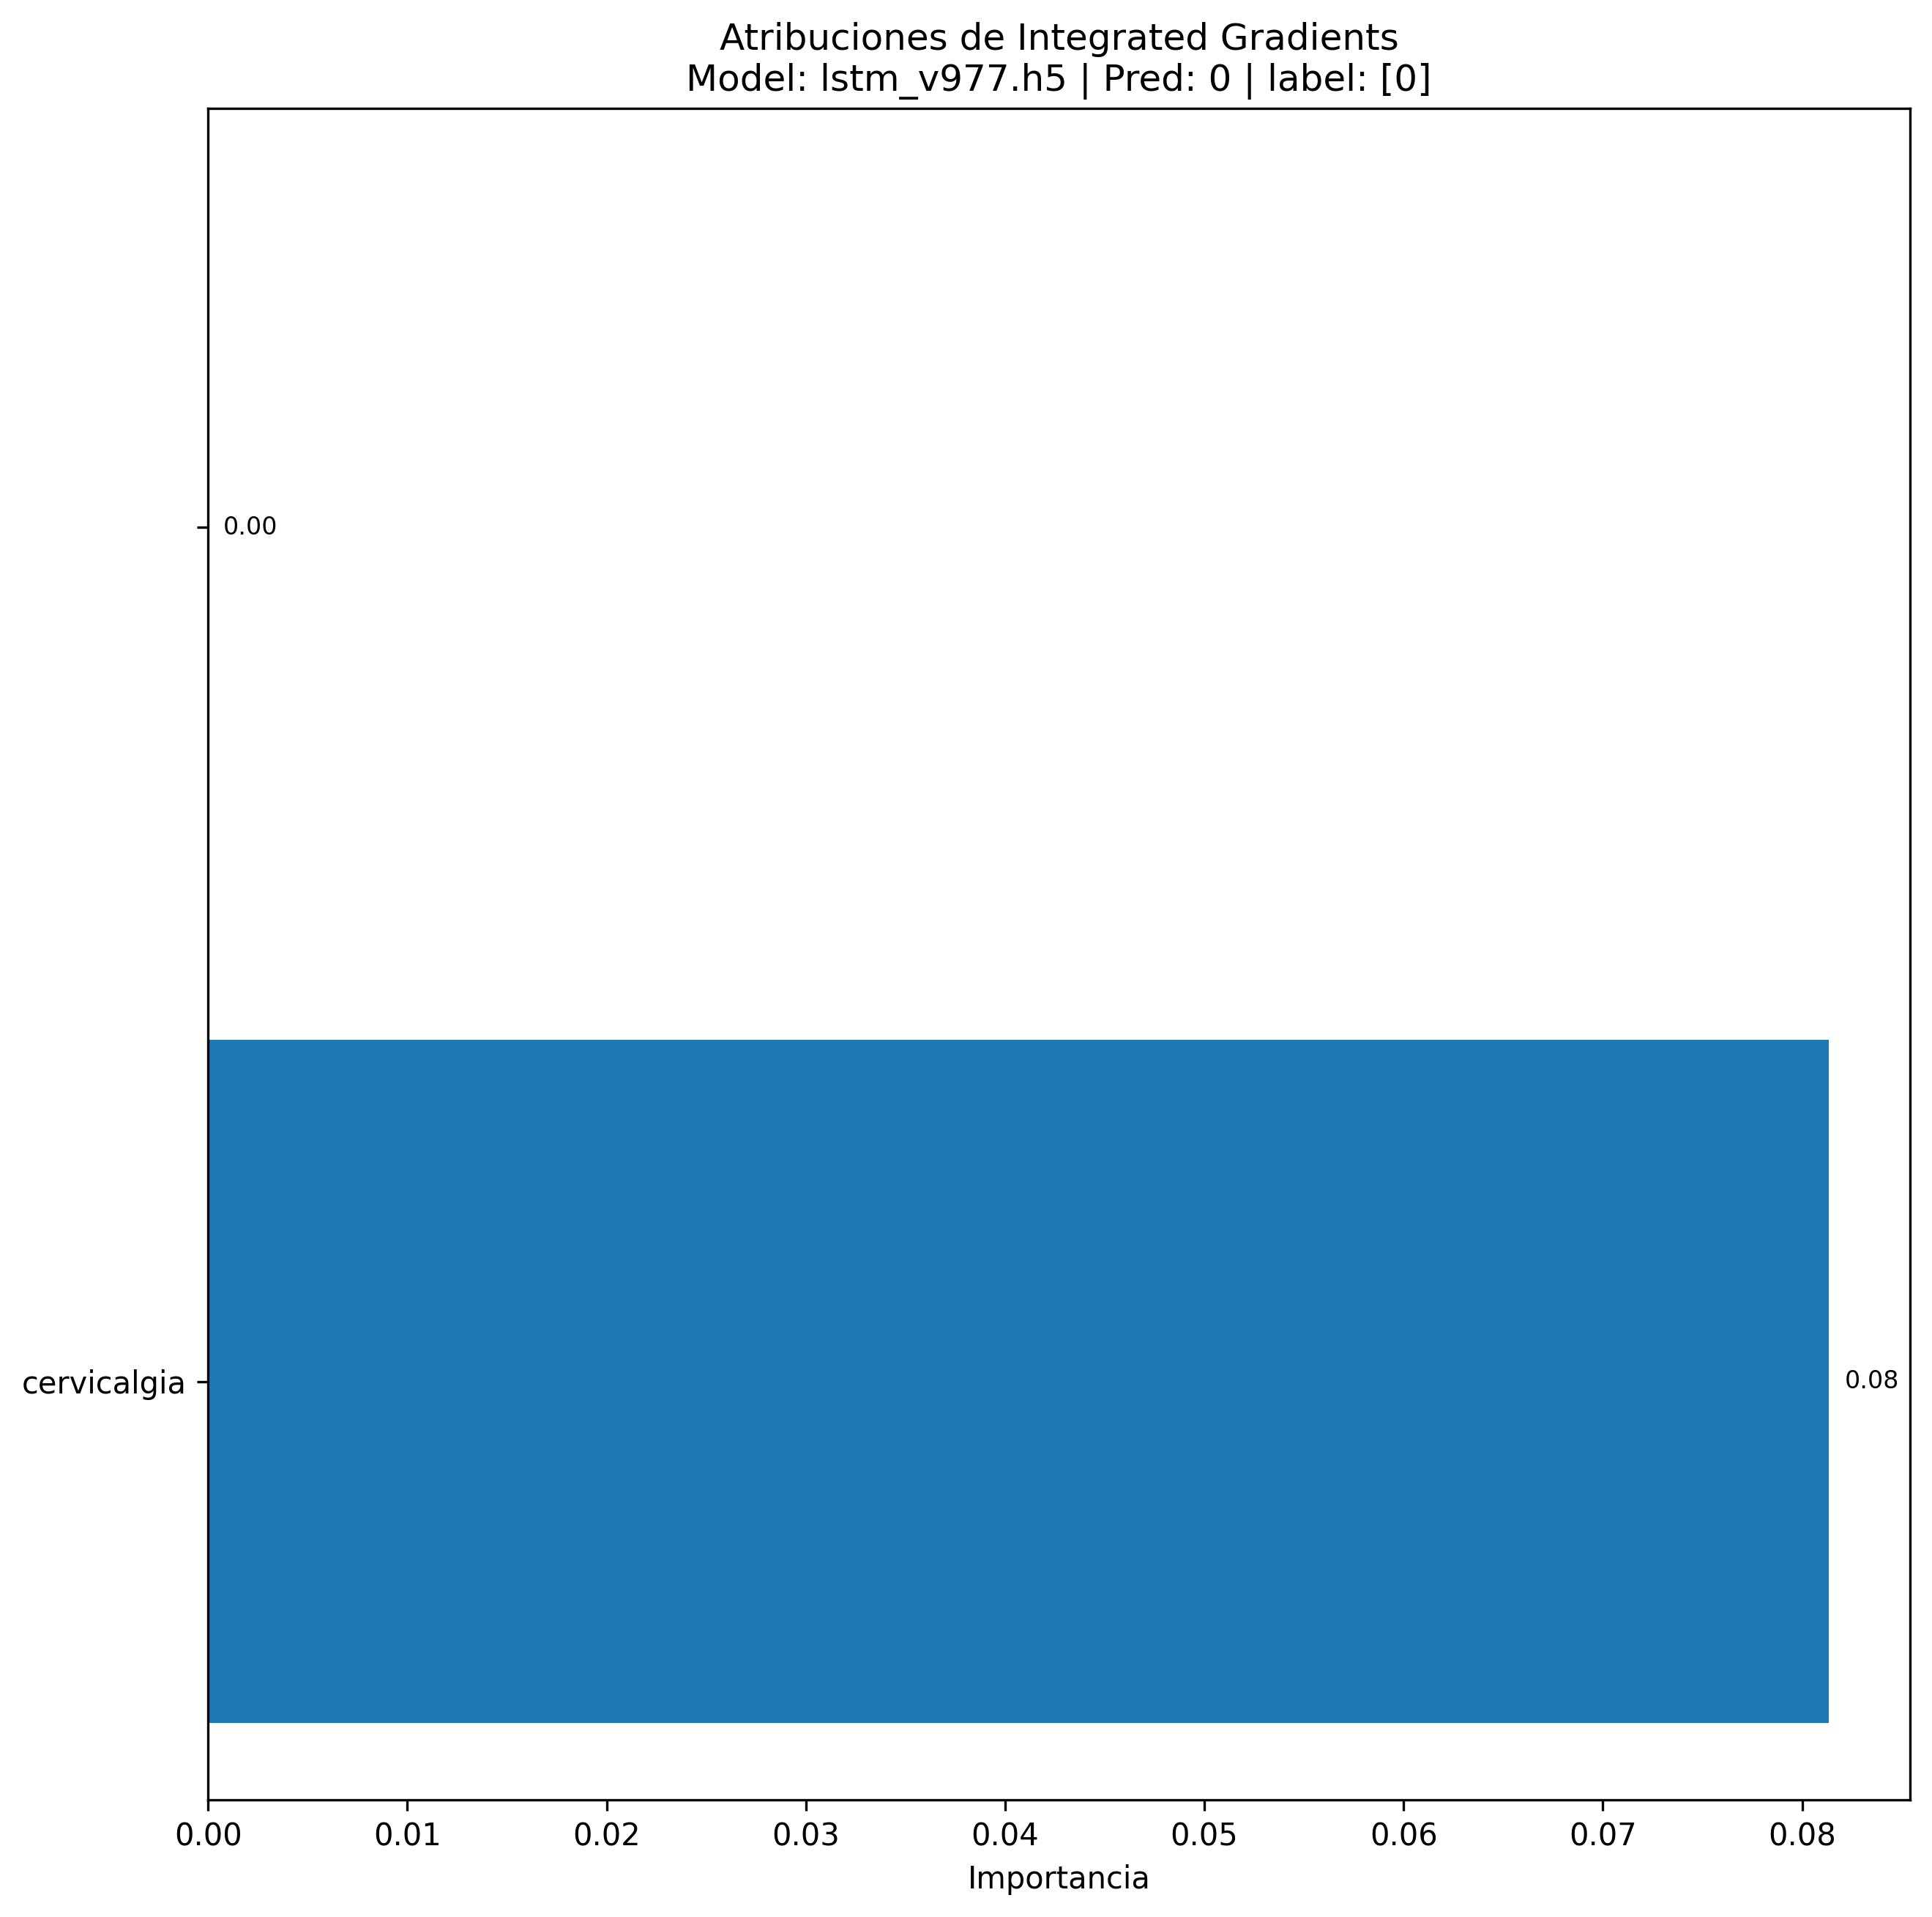 Atribuciones de Integrated Gradients
Model: lstm_v977.h5 | Pred: 0 | label: [0]
0.00
cervicalgia
0.08
0.00 0.01 0.02 0.03 0.04 0.05 0.06 0.07 0.08
Importancia